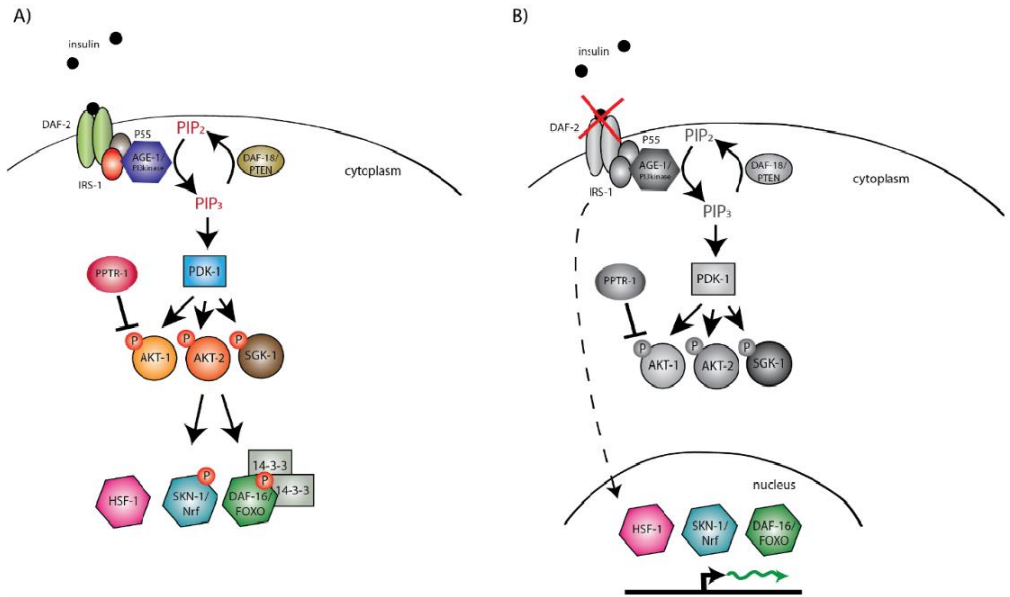 A)
insulin
DAF-2
P55
AGE-1/
PI3kinase
IRS-1
PIP2
DAF-18/
PTEN
cytoplasm
PIP3
PPTR-1
PDK-1
P
P
P
AKT-1
AKT-2
SGK-1
14-3-3
P
P
14-3-3
HSF-1
SKN-1/
Nrf
DAF-16/
FOXO
B)
insulin
DAF-2
P55
AGE-1/
PI3kinase
IRS-1
PIP2
DAF-18/
PTEN
cytoplasm
PIP3
PPTR-1
PDK-1
P
P
P
AKT-1
AKT-2
SGK-1
nucleus
HSF-1
SKN-1/
Nrf
DAF-16/
FOXO